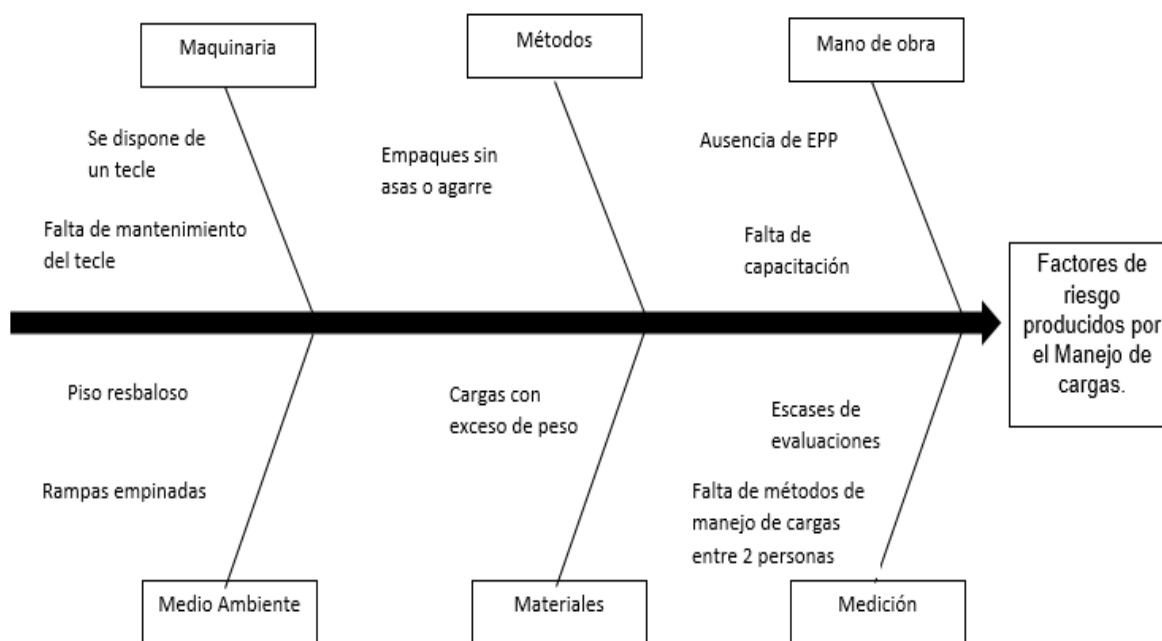 Maquinaria
Métodos
Mano de obra
Se dispone de
un tecle
Falta de mantenimiento
del tecle
Empaques sin
asas o agarre
Ausencia de EPP
Falta de
capacitación
Factores de
riesgo
producidos por
el Manejo de
cargas.
Piso resbaloso
Rampas empinadas
Cargas con
exceso de peso
Escases de
evaluaciones
Falta de métodos de
manejo de cargas
entre 2 personas
Medio Ambiente
Materiales
Medición